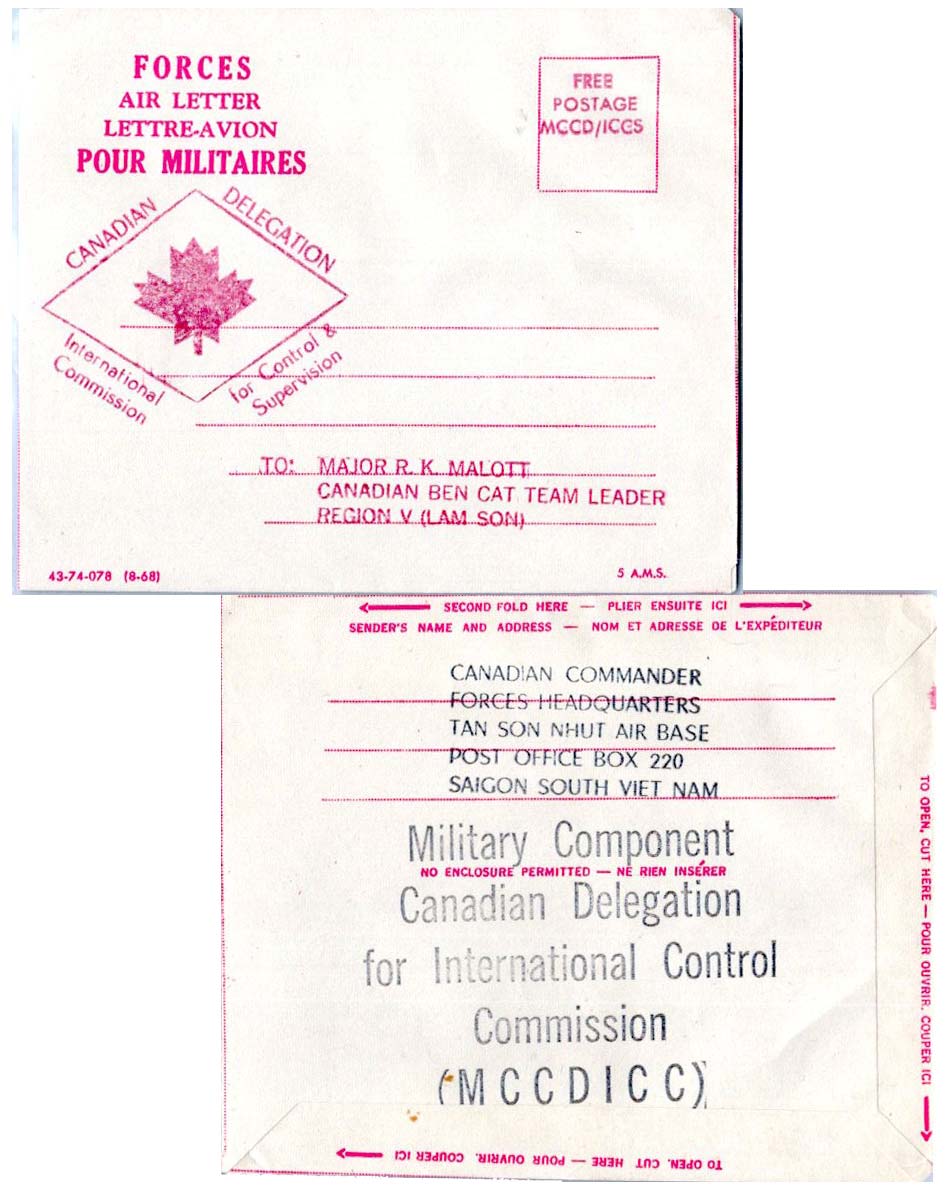 FORCES
AIR LETTER
LETTRE-AVION
POUR MILITAIRES
FREE
POSTAGE
MCCD/ICCS
CANADIAN
DELEGATION
International
Commission
for Control &
Supervision
TO: MAJOR R. K. MALOTT
CANADIAN BEN CAT TEAM LEADER
REGION V (LAM SON)
43-74-078 (8-68)
5 A.M.S.
SECOND FOLD HERE — PLIER ENSUITE ICI
SENDER'S NAME AND ADDRESS — NOM ET ADRESSE DE L'EXPÉDITEUR
CANADIAN COMMANDER
FORCES HEADQUARTERS
TAN SON NHUT AIR BASE
POST OFFICE BOX 220
SAIGON SOUTH VIET NAM
Military Component
NO ENCLOSURE PERMITTED — NE RIEN INSÉRER
Canadian Delegation
for International Control
Commission
(MCCDICC)
TO OPEN, CUT HERE — POUR OUVRIR, COUPER ICI
TO OPEN, CUT HERE — POUR OUVRIR, COUPER ICI